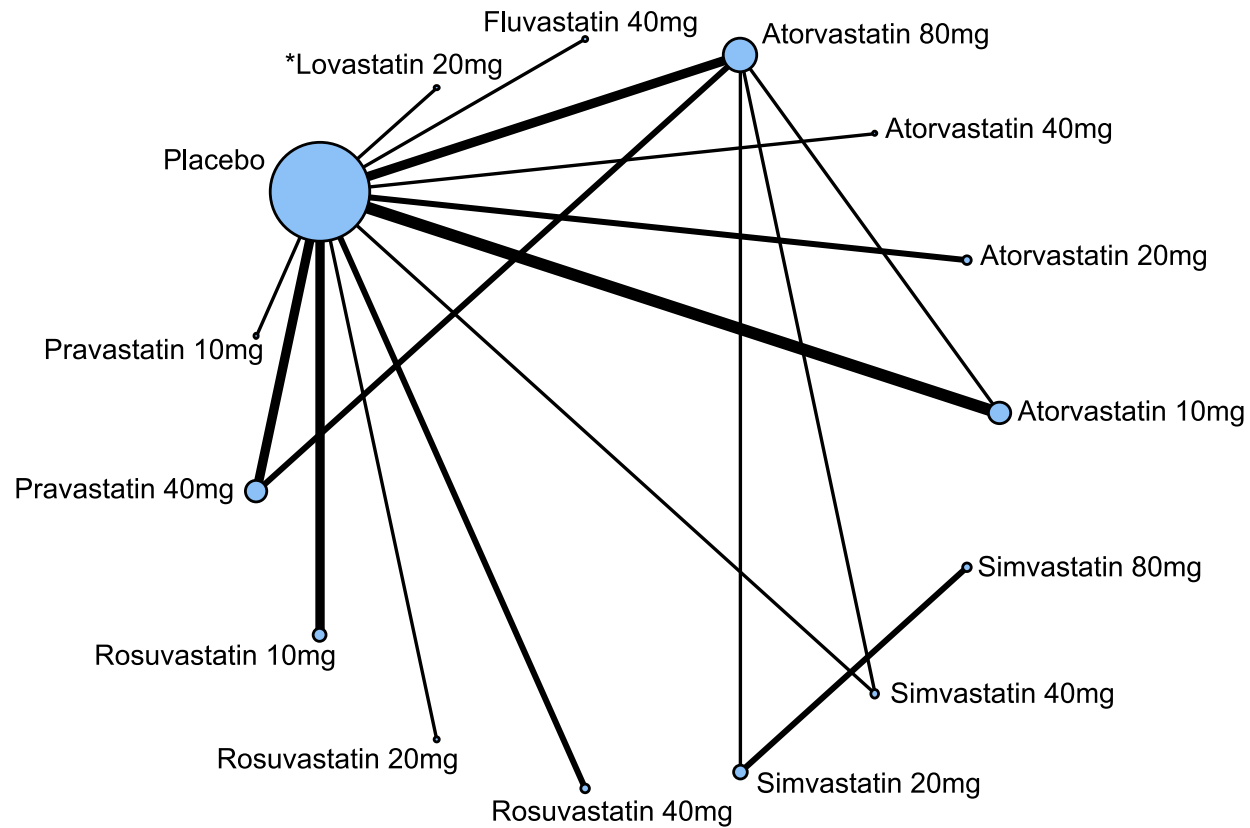 Fluvastatin 40mg
Atorvastatin 80mg
*Lovastatin 20mg
Atorvastatin 40mg
Placebo
Atorvastatin 20mg
Pravastatin 10mg
Atorvastatin 10mg
Pravastatin 40mg
Simvastatin 80mg
Rosuvastatin 10mg
Simvastatin 40mg
Rosuvastatin 20mg
Simvastatin 20mg
Rosuvastatin 40mg